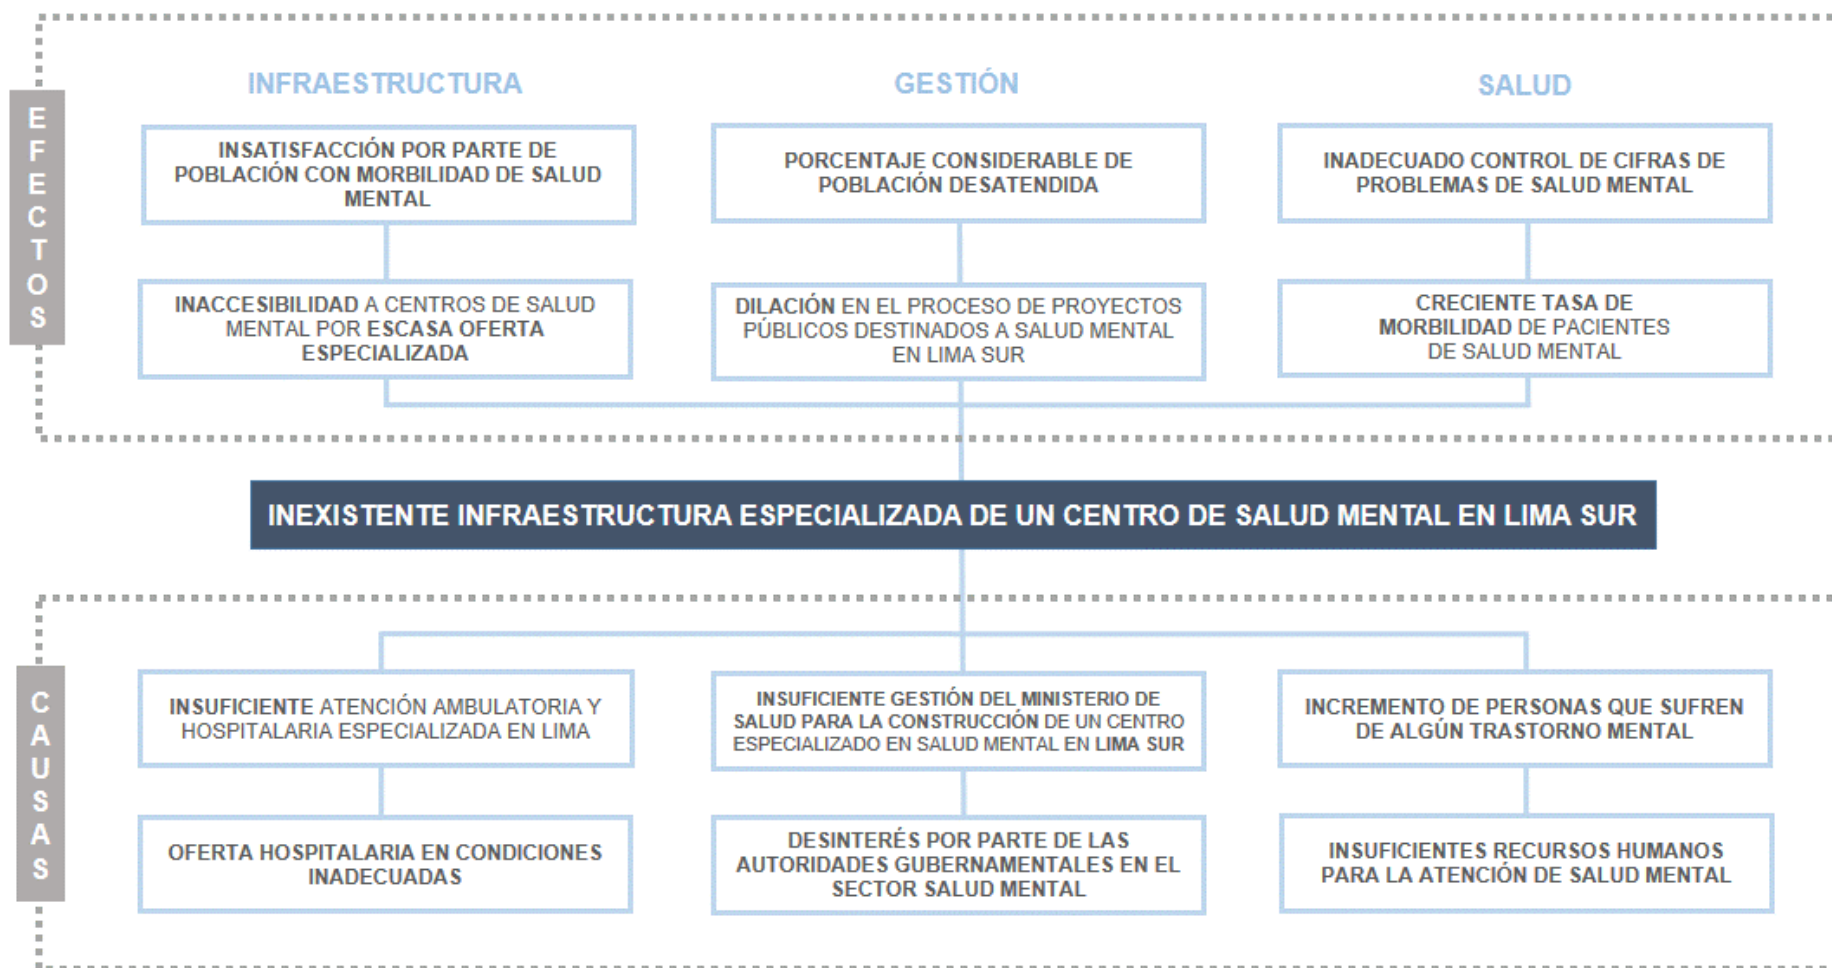 EFECTOS
INFRAESTRUCTURA
INSATISFACCIÓN POR PARTE DE
POBLACIÓN CON MORBILIDAD DE SALUD
MENTAL
INACCESIBILIDAD A CENTROS DE SALUD
MENTAL POR ESCASA OFERTA
ESPECIALIZADA
GESTIÓN
PORCENTAJE CONSIDERABLE DE
POBLACIÓN DESATENDIDA
DILACIÓN EN EL PROCESO DE PROYECTOS
PÚBLICOS DESTINADOS A SALUD MENTAL
EN LIMA SUR
SALUD
INADECUADO CONTROL DE CIFRAS DE
PROBLEMAS DE SALUD MENTAL
CRECIENTE TASA DE
MORBILIDAD DE PACIENTES
DE SALUD MENTAL
INEXISTENTE INFRAESTRUCTURA ESPECIALIZADA DE UN CENTRO DE SALUD MENTAL EN LIMA SUR
CAUSAS
INSUFICIENTE ATENCIÓN AMBULATORIA Y
HOSPITALARIA ESPECIALIZADA EN LIMA
OFERTA HOSPITALARIA EN CONDICIONES
INADECUADAS
INSUFICIENTE GESTIÓN DEL MINISTERIO DE
SALUD PARA LA CONSTRUCCIÓN DE UN CENTRO
ESPECIALIZADO EN SALUD MENTAL EN LIMA SUR
DESINTERÉS POR PARTE DE LAS
AUTORIDADES GUBERNAMENTALES EN EL
SECTOR SALUD MENTAL
INCREMENTO DE PERSONAS QUE SUFREN
DE ALGÚN TRASTORNO MENTAL
INSUFICIENTES RECURSOS HUMANOS
PARA LA ATENCIÓN DE SALUD MENTAL